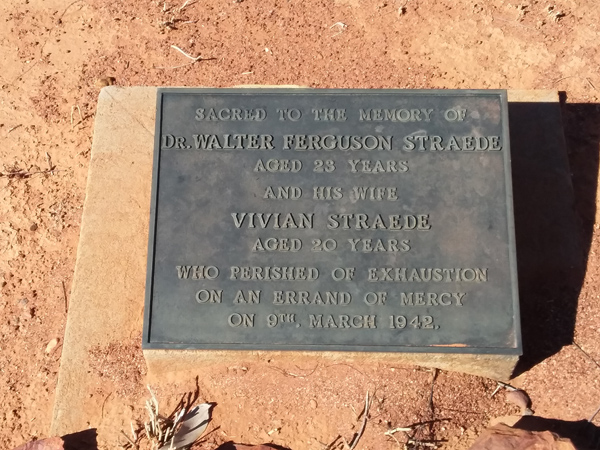 SACRED TO THE MEMORY OF
DR. WALTER FERGUSON STRAEDE
AGED 23 YEARS
AND HIS WIFE
VIVIAN STRAEDE
AGED 20 YEARS
WHO PERISHED OF EXHAUSTION
ON AN ERRAND OF MERCY
ON 9TH. MARCH 1942.